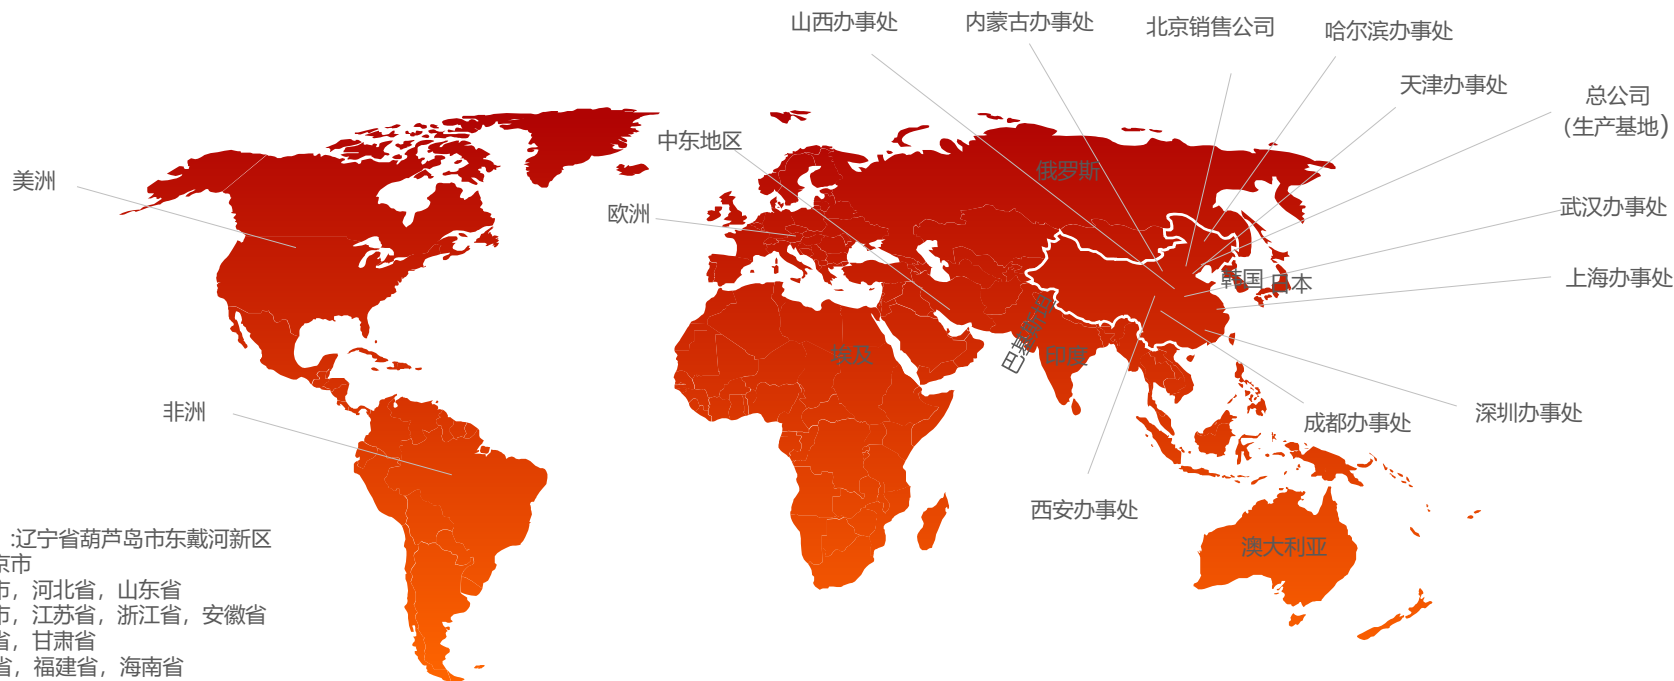 山西办事处
内蒙古办事处
北京销售公司
哈尔滨办事处
天津办事处
总公司
(生产基地)
中东地区
俄罗斯
美洲
欧洲
武汉办事处
韩国
日本
上海办事处
巴基斯坦
埃及
印度
非洲
成都办事处
深圳办事处
西安办事处
澳大利亚
:辽宁省葫芦岛市东戴河新区
京市
市，河北省，山东省
市，江苏省，浙江省，安徽省
省，甘肃省
省，福建省，海南省